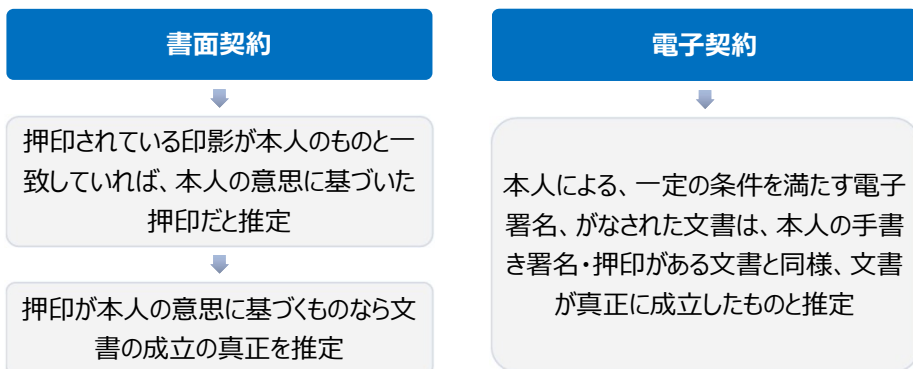 書面契約
押印されている印影が本人のものと一
致していれば、本人の意思に基づいた
押印だと推定
押印が本人の意思に基づくものなら文
書の成立の真正を推定
電子契約
本人による、一定の条件を満たす電子
署名、がなされた文書は、本人の手書
き署名・押印がある文書と同様、文書
が真正に成立したものと推定